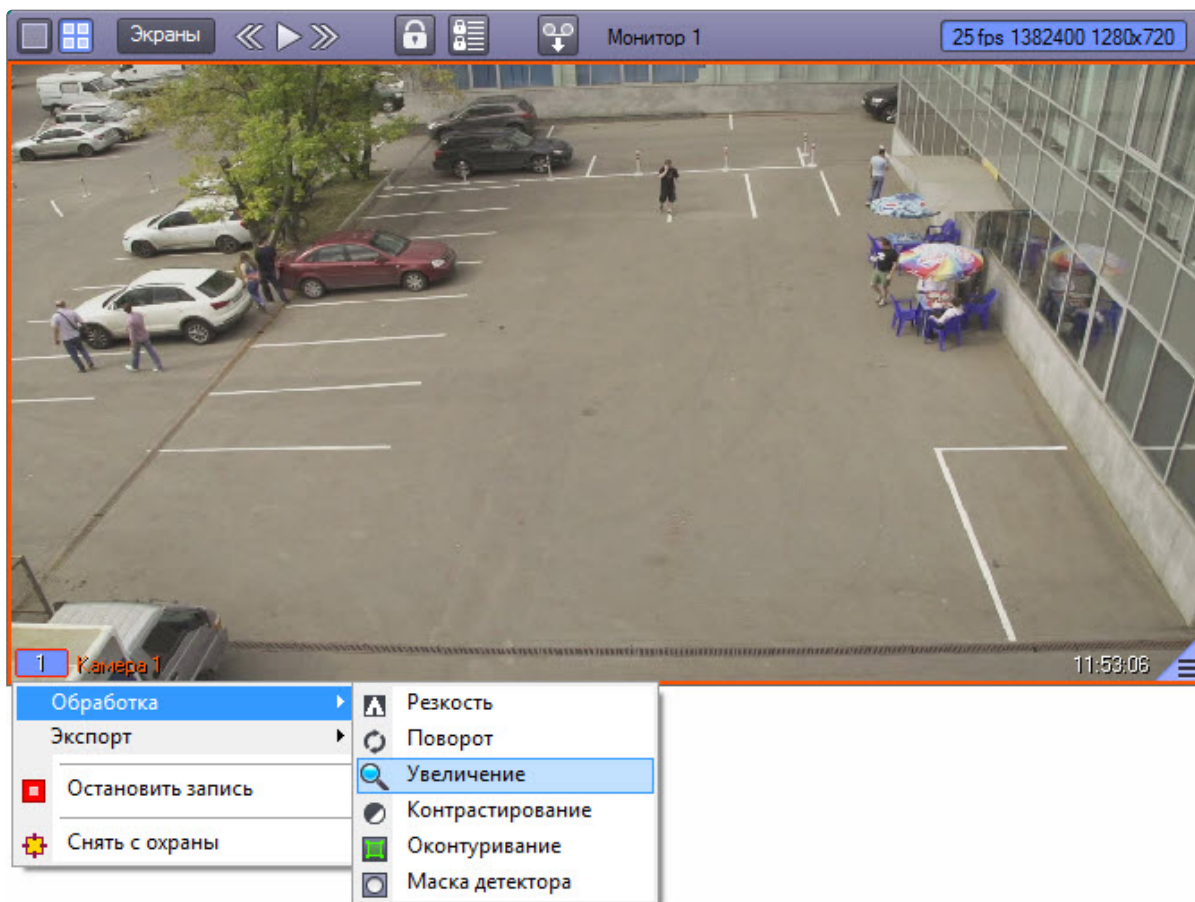 Экраны
Монитор 1
25 fps 1382400 1280x720
1 Камера 1
11:53:06
Обработка
Экспорт
Остановить запись
Снять с охраны
Резкость
Поворот
Увеличение
Контрастирование
Оконтуривание
Маска детектора